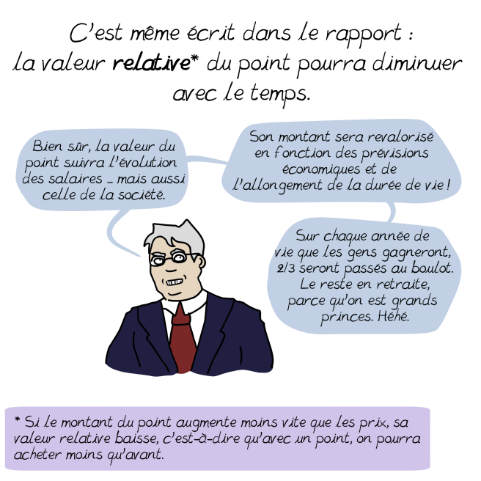 C'est même écrit dans le rapport :
la valeur relative* du point pourra diminuer
avec le temps.
Bien sûr, la valeur du
point suivra l'évolution
des salaires … mais aussi
celle de la société.
Son montant sera revalorisé
en fonction des prévisions
économiques et de
l'allongement de la durée de vie !
Sur chaque année de
vie que les gens gagneront,
2/3 seront passés au boulot.
Le reste en retraite,
parce qu'on est grands
princes. Héhé.
* Si le montant du point augmente moins vite que les prix, sa
valeur relative baisse, c'est-à-dire qu'avec un point, on pourra
acheter moins qu'avant.